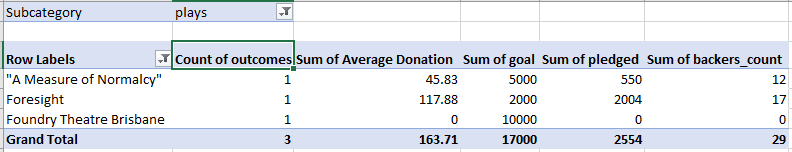 Subcategory plays
Row Labels Count of outcomes Sum of Average Donation Sum of goal Sum of pledged Sum of backers_count
"A Measure of Normalcy" 1 45.83 5000 550 12
Foresight 1 117.88 2000 2004 17
Foundry Theatre Brisbane 1 0 10000 0 0
Grand Total 3 163.71 17000 2554 29